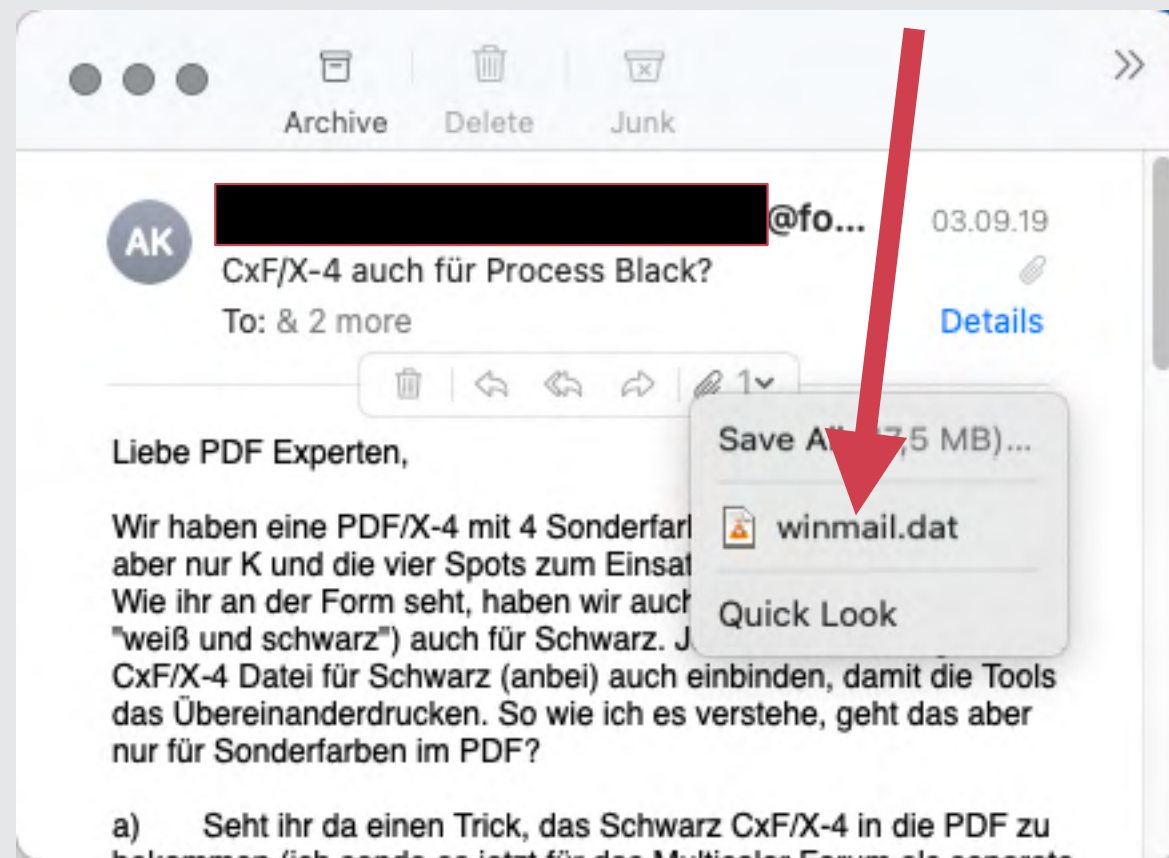 Archive Delete Junk
AK
@fo... 03.09.19
CxF/X-4 auch für Process Black?
To: & 2 more Details
1
Save 7,5 MB)...
winmail.dat
Quick Look
Liebe PDF Experten,
Wir haben eine PDF/X-4 mit 4
aber nur K und die vier Spots zum
Wie ihr an der Form seht, haben wir
"weiß und schwarz") auch für Schwarz.
CxF/X-4 Datei für Schwarz (anbei) auch einbinden, damit die Tools
das Übereinanderdrucken. So wie ich es verstehe, geht das aber
nur für Sonderfarben im PDF?
a) Seht ihr da einen Trick, das Schwarz CxF/X-4 in die PDF zu